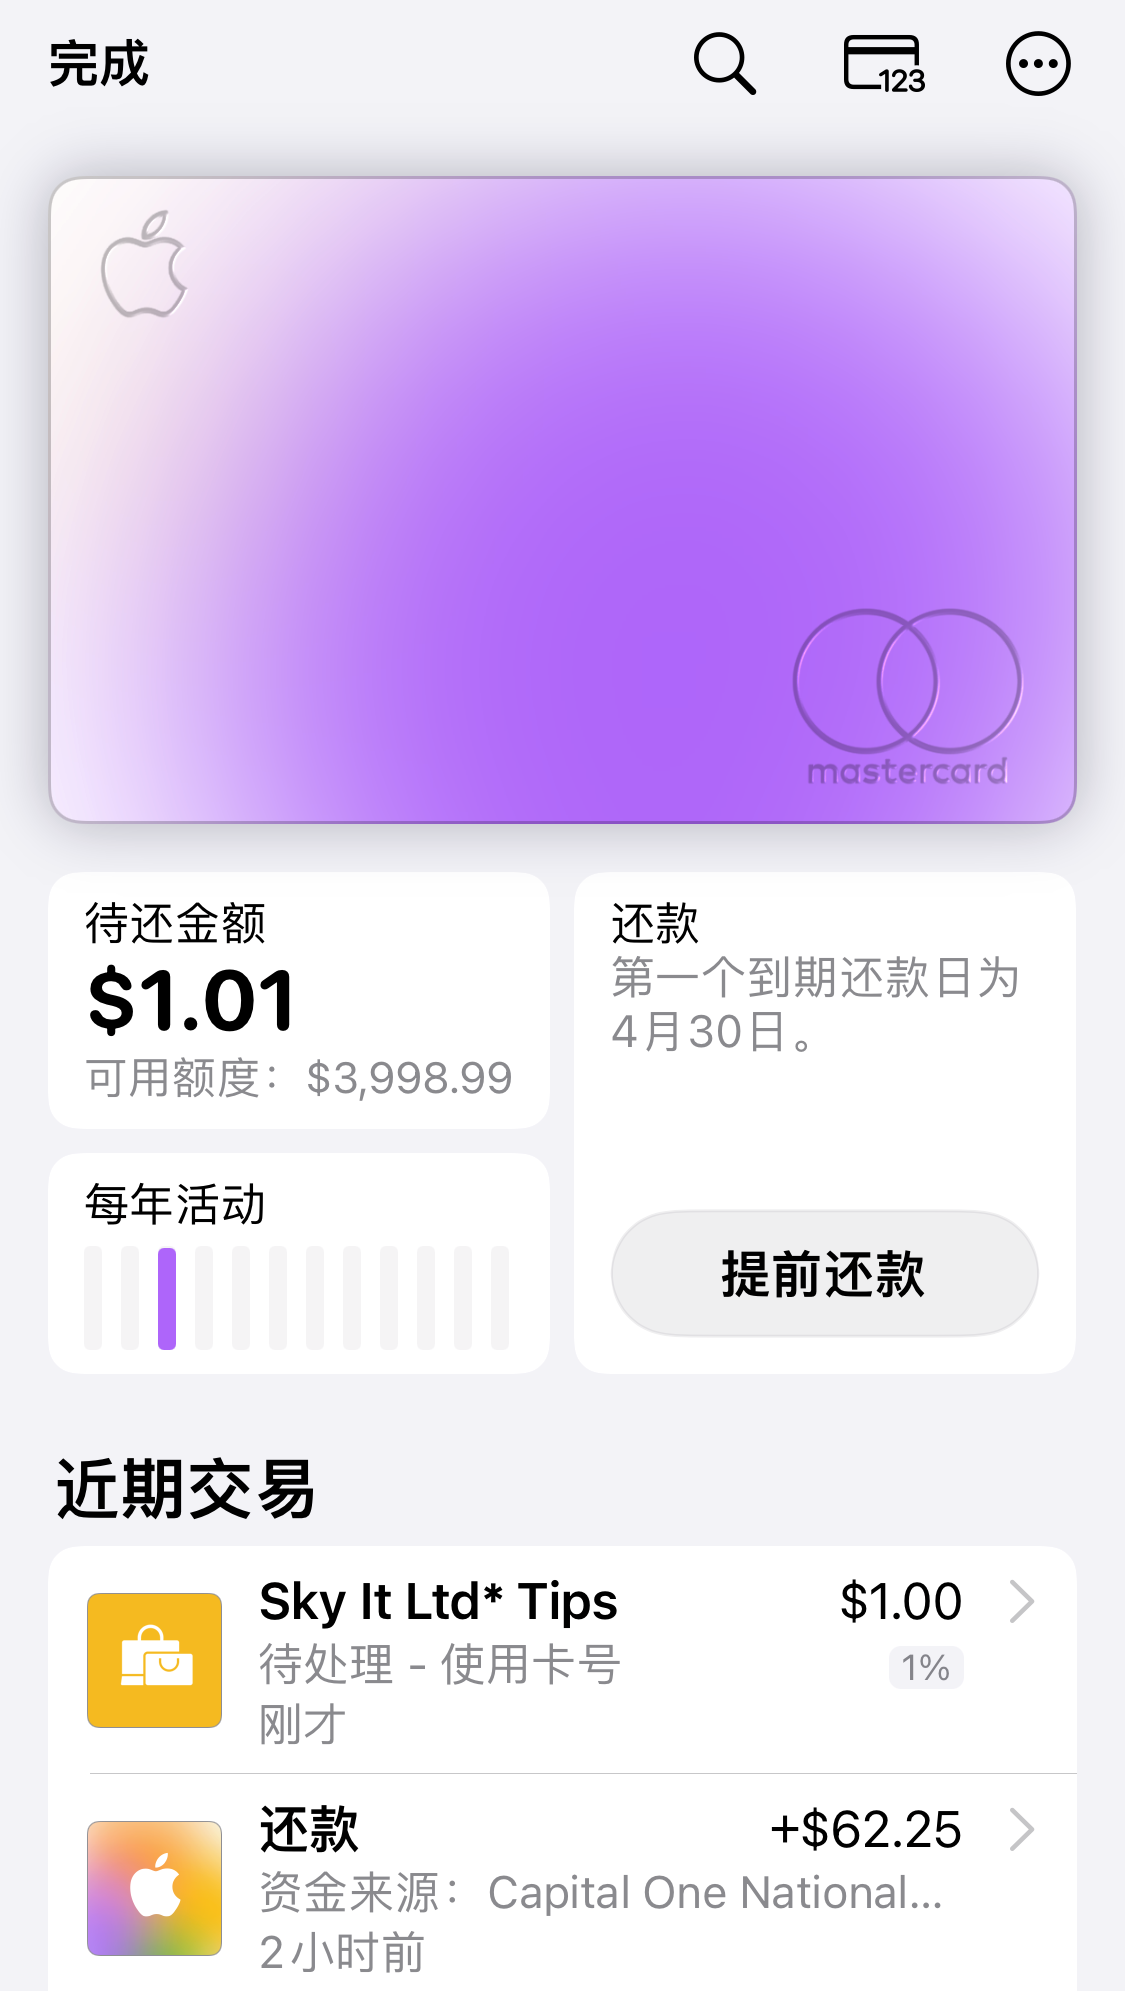 完成
123
mastercard
待还金额
$1.01
可用额度：$3,998.99
还款
第一个到期还款日为
4月30日。
每年活动
提前还款
近期交易
Sky It Ltd* Tips $1.00
待处理 - 使用卡号 1%
刚才
还款 +$62.25
资金来源：Capital One National...
2小时前